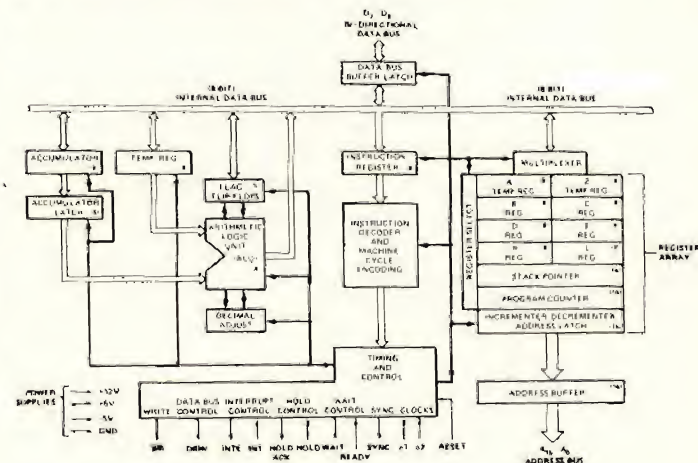 D7 D0
BI-DIRECTIONAL
DATA BUS
DATA BUS
BUFFER LATCH
(8 BIT)
INTERNAL DATA BUS
(8 BIT)
INTERNAL DATA BUS
ACCUMULATOR
TEMP REG
INSTRUCTION
REGISTER
MULTIPLEXER
ACCUMULATOR
LATCH
FLAG
FLIP-FLOPS
ARITHMETIC
LOGIC
UNIT
(ALU)
DECIMAL
ADJUST
INSTRUCTION
DECODER
AND
MACHINE
CYCLE
ENCODING
REGISTER SELECT
TEMP REG
TEMP REG
B
REG
C
REG
D
REG
E
REG
H
REG
L
REG
STACK POINTER
PROGRAM COUNTER
INCREMENTER DECREMENTER
ADDRESS LATCH
REGISTER
ARRAY
TIMING
AND
CONTROL
POWER
SUPPLIES
+12V
+5V
-5V
GND
DATA BUS INTERRUPT HOLD WAIT
WRITE CONTROL CONTROL CONTROL CONTROL SYNC CLOCKS
WR DBIN INTE INT HOLD HOLD WAIT SYNC RESET
ACK READY
ADDRESS BUFFER
A15 A0
ADDRESS BUS